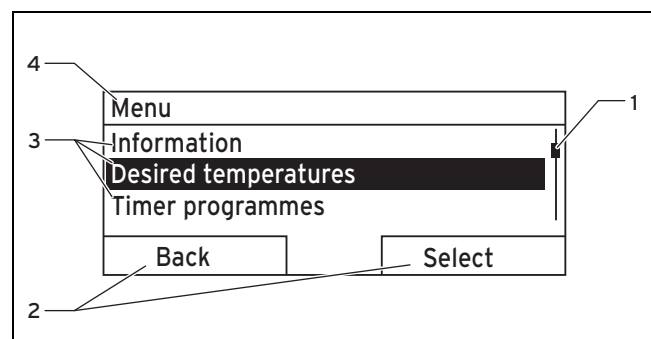 4
Menu
1
3
Information
Desired temperatures
Timer programmes
Back Select
2